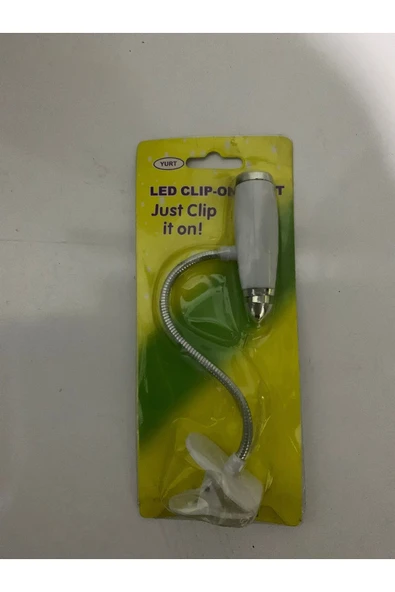 YURT
LED CLIP-ON
Just Clip
it on!